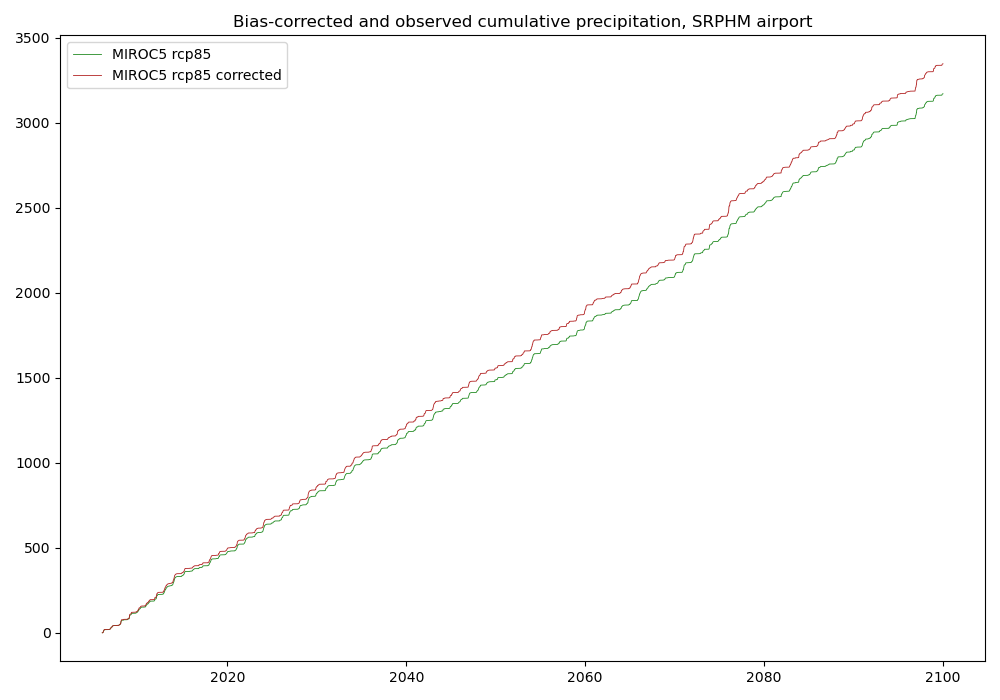 Bias-corrected and observed cumulative precipitation, SRPHM airport
MIROC5 rcp85
MIROC5 rcp85 corrected
3500
3000
2500
2000
1500
1000
500
0
2020 2040 2060 2080 2100